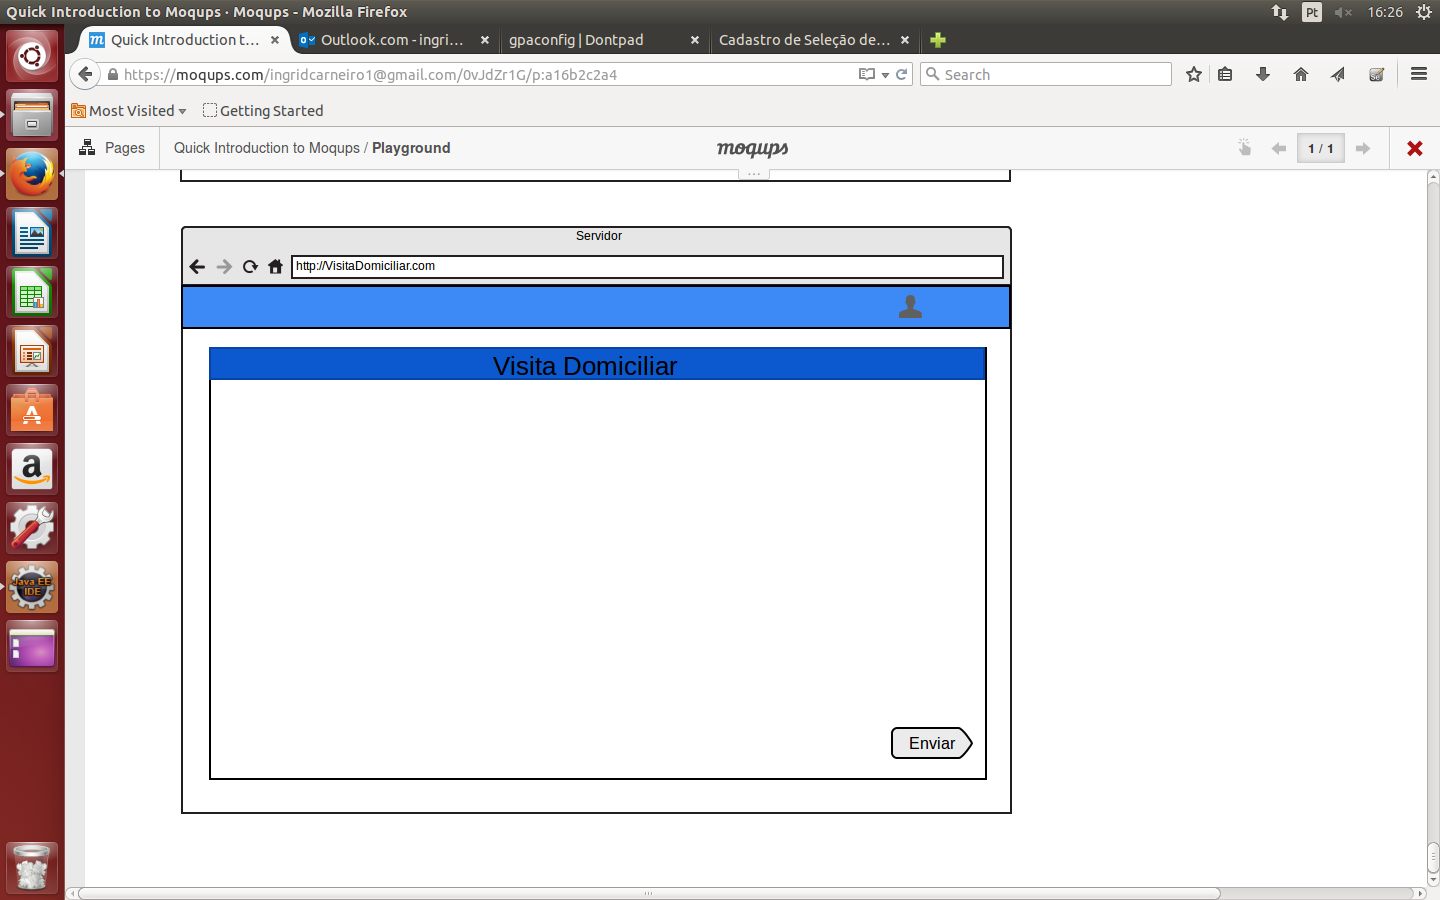 Quick Introduction to Moqups · Moqups - Mozilla Firefox
Pt
16:26
Quick Introduction t...
Outlook.com - ingri...
gpaconfig | Dontpad
Cadastro de Seleção de...
https://moqups.com/ingridcarneiro1@gmail.com/0vJdZr1G/p:a16b2c2a4
Search
Most Visited
Getting Started
Pages
Quick Introduction to Moqups / Playground
moqups
1 / 1
...
Servidor
http://VisitaDomiciliar.com
Visita Domiciliar
Enviar
Java EE
IDE